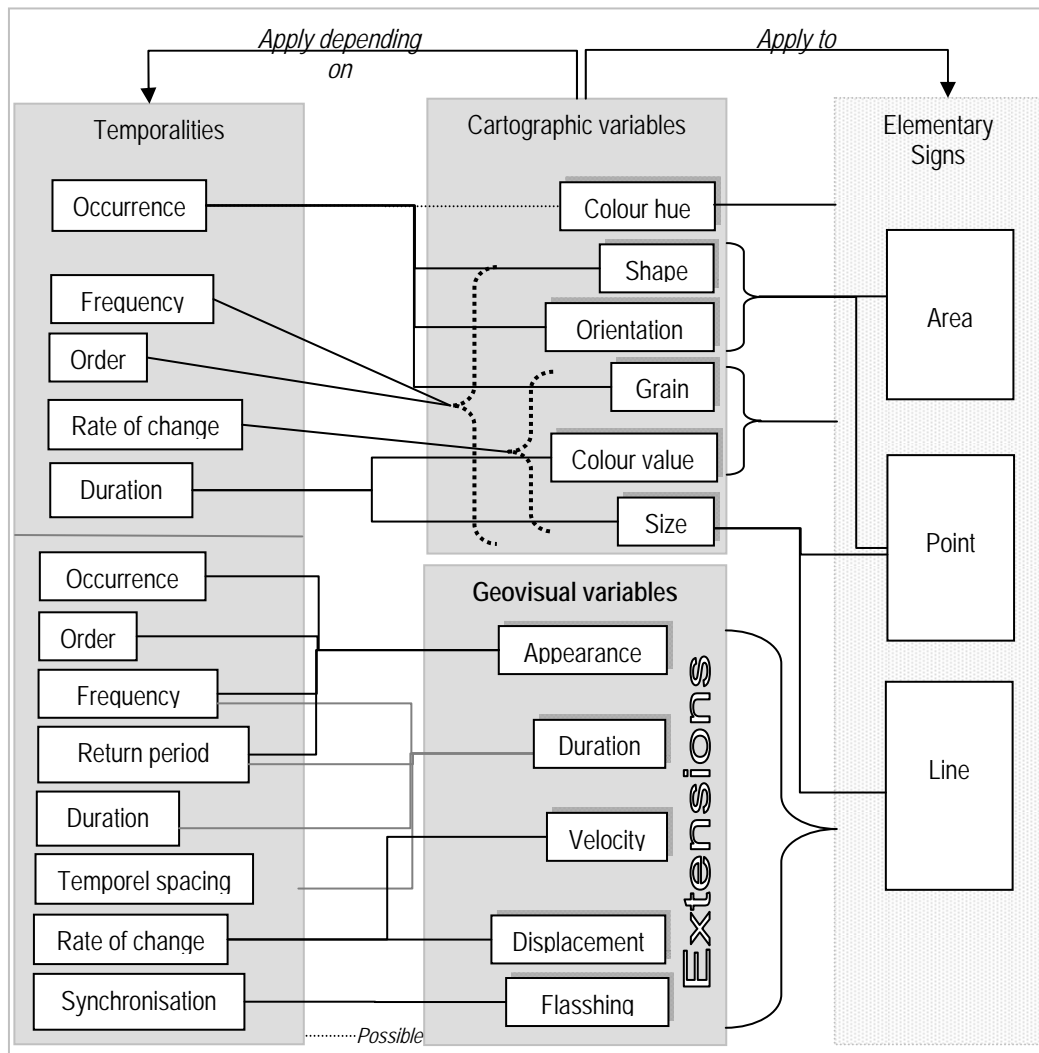 Apply depending
on
Apply to
Temporalities
Occurrence
Frequency
Order
Rate of change
Duration
Occurrence
Order
Frequency
Return period
Duration
Temporel spacing
Rate of change
Synchronisation
Possible
Cartographic variables
Colour hue
Shape
Orientation
Grain
Colour value
Size
Geovisual variables
Appearance
Duration
Velocity
Displacement
Flasshing
Extensions
Elementary
Signs
Area
Point
Line